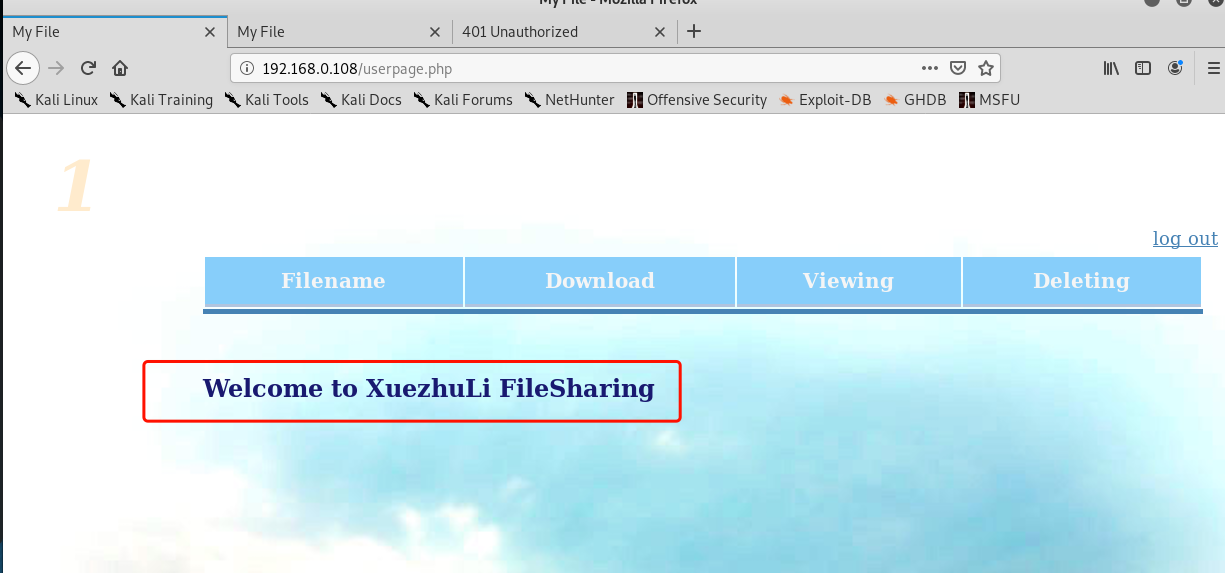 My File - Mozilla Firefox
My File My File 401 Unauthorized
192.168.0.108/userpage.php
Kali Linux Kali Training Kali Tools Kali Docs Kali Forums NetHunter Offensive Security Exploit-DB GHDB MSFU
1
log out
Filename Download Viewing Deleting
Welcome to XuezhuLi FileSharing